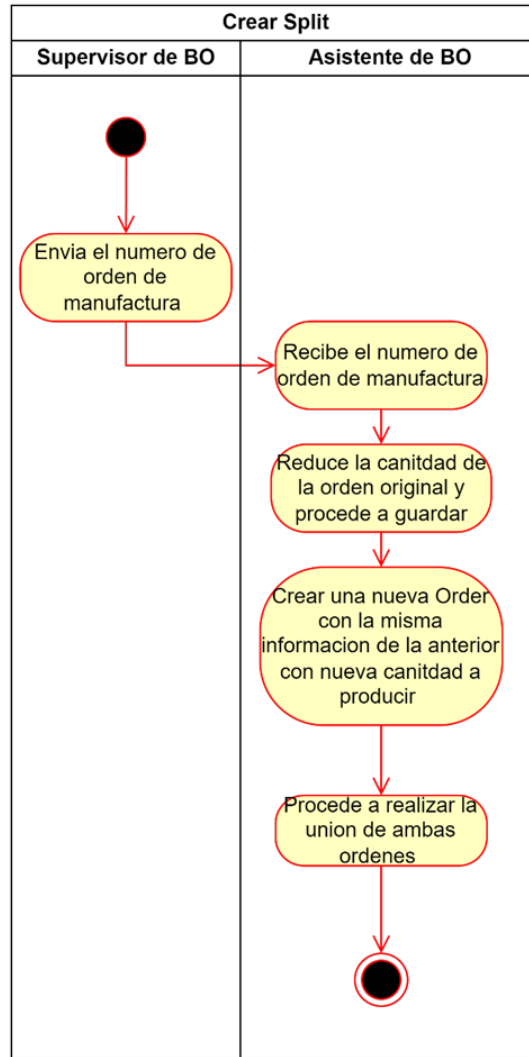 Crear Split
Supervisor de BO
Asistente de BO
Envia el numero de
orden de
manufactura
Recibe el numero de
orden de manufactura
Reduce la canitdad de
la orden original y
procede a guardar
Crear una nueva Order
con la misma
informacion de la anterior
con nueva canitdad a
producir
Procede a realizar la
union de ambas
ordenes